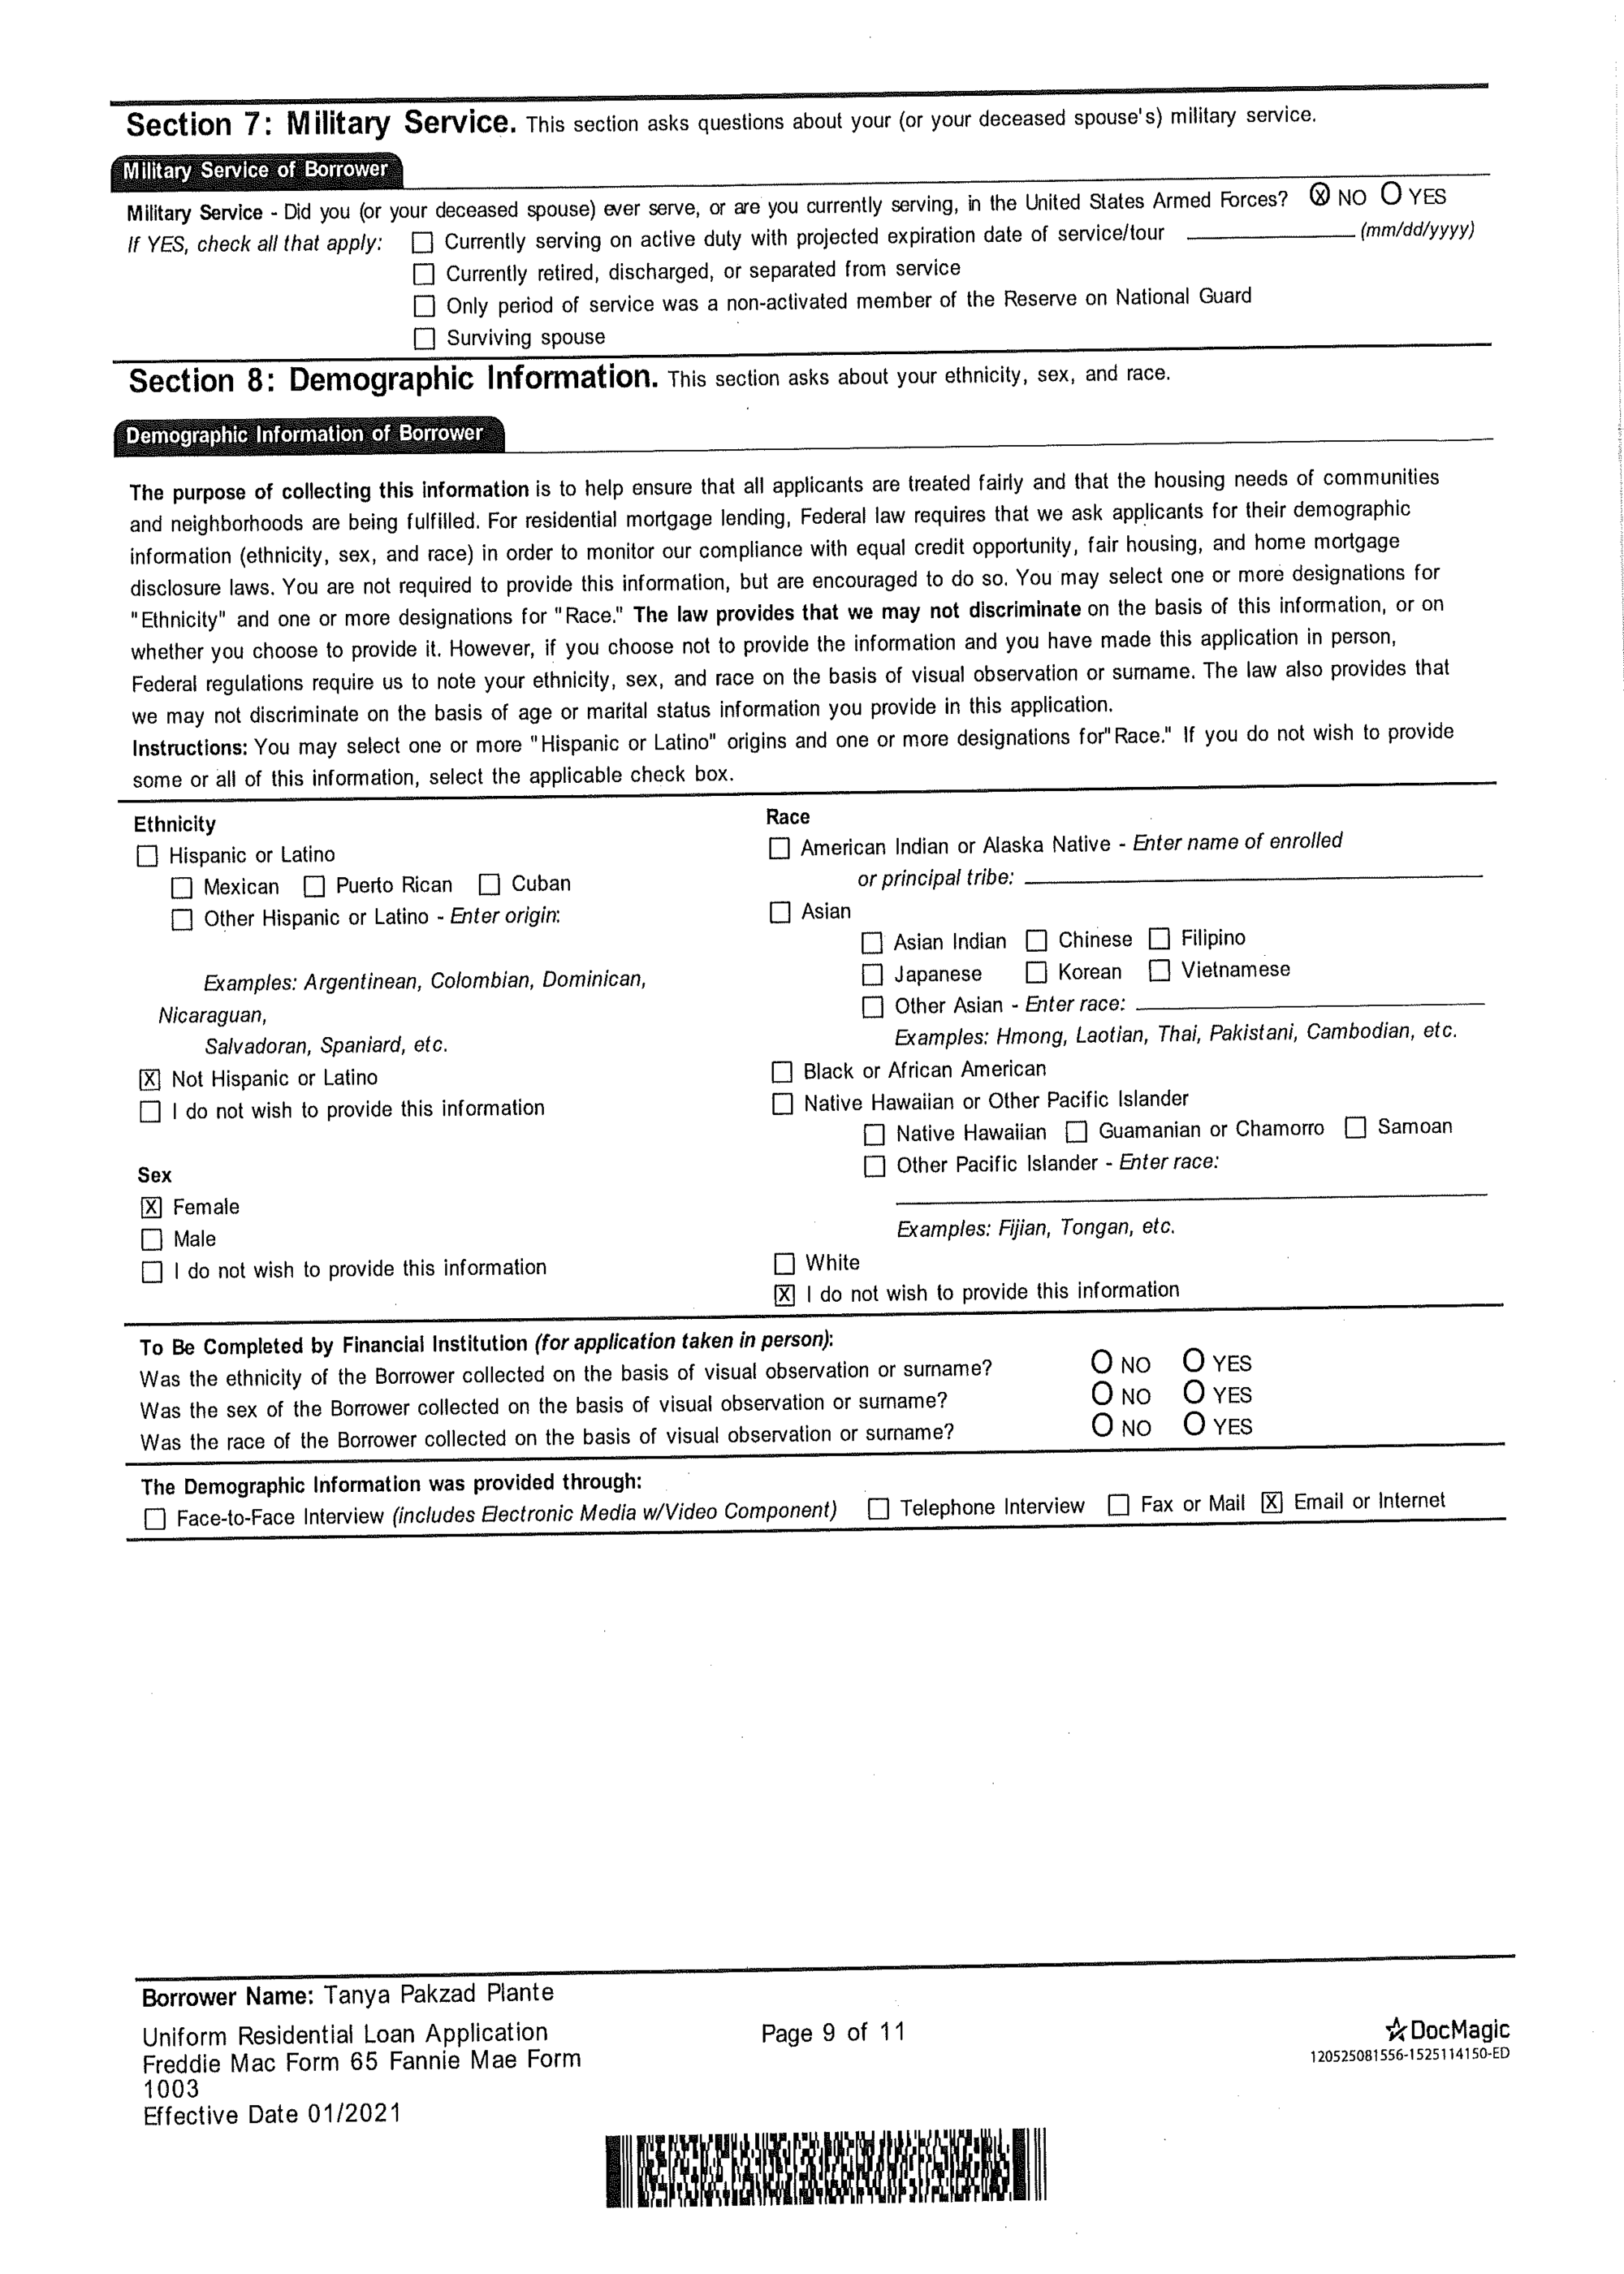 Section 7: Military Service. This section asks questions about your (or your deceased spouse's) military service.
Military Service of Borrower
Military Service - Did you (or your deceased spouse) ever serve, or are you currently serving, in the United States Armed Forces? ⓧ NO O YES
If YES, check all that apply: ☐ Currently serving on active duty with projected expiration date of service/tour ____________ (mm/dd/yyyy)
☐ Currently retired, discharged, or separated from service
☐ Only period of service was a non-activated member of the Reserve on National Guard
☐ Surviving spouse
Section 8: Demographic Information. This section asks about your ethnicity, sex, and race.
Demographic Information of Borrower
The purpose of collecting this information is to help ensure that all applicants are treated fairly and that the housing needs of communities
and neighborhoods are being fulfilled. For residential mortgage lending, Federal law requires that we ask applicants for their demographic
information (ethnicity, sex, and race) in order to monitor our compliance with equal credit opportunity, fair housing, and home mortgage
disclosure laws. You are not required to provide this information, but are encouraged to do so. You may select one or more designations for
"Ethnicity" and one or more designations for "Race." The law provides that we may not discriminate on the basis of this information, or on
whether you choose to provide it. However, if you choose not to provide the information and you have made this application in person,
Federal regulations require us to note your ethnicity, sex, and race on the basis of visual observation or surname. The law also provides that
we may not discriminate on the basis of age or marital status information you provide in this application.
Instructions: You may select one or more "Hispanic or Latino" origins and one or more designations for"Race." If you do not wish to provide
some or all of this information, select the applicable check box.
Ethnicity
☐ Hispanic or Latino
☐ Mexican ☐ Puerto Rican ☐ Cuban
☐ Other Hispanic or Latino - Enter origin:
Examples: Argentinean, Colombian, Dominican,
Nicaraguan,
Salvadoran, Spaniard, etc.
☒ Not Hispanic or Latino
☐ I do not wish to provide this information
Sex
☒ Female
☐ Male
☐ I do not wish to provide this information
Race
☐ American Indian or Alaska Native - Enter name of enrolled
or principal tribe: ____________
☐ Asian
☐ Asian Indian ☐ Chinese ☐ Filipino
☐ Japanese ☐ Korean ☐ Vietnamese
☐ Other Asian - Enter race: ____________
Examples: Hmong, Laotian, Thai, Pakistani, Cambodian, etc.
☐ Black or African American
☐ Native Hawaiian or Other Pacific Islander
☐ Native Hawaiian ☐ Guamanian or Chamorro ☐ Samoan
☐ Other Pacific Islander - Enter race:
Examples: Fijian, Tongan, etc.
☐ White
☒ I do not wish to provide this information
To Be Completed by Financial Institution (for application taken in person):
Was the ethnicity of the Borrower collected on the basis of visual observation or surname? O NO O YES
Was the sex of the Borrower collected on the basis of visual observation or surname? O NO O YES
Was the race of the Borrower collected on the basis of visual observation or surname? O NO O YES
The Demographic Information was provided through:
☐ Face-to-Face Interview (includes Electronic Media w/Video Component) ☐ Telephone Interview ☐ Fax or Mail ☒ Email or Internet
Borrower Name: Tanya Pakzad Plante
Uniform Residential Loan Application
Freddie Mac Form 65 Fannie Mae Form
1003
Effective Date 01/2021
Page 9 of 11
DocMagic
120525081556-1525114150-ED